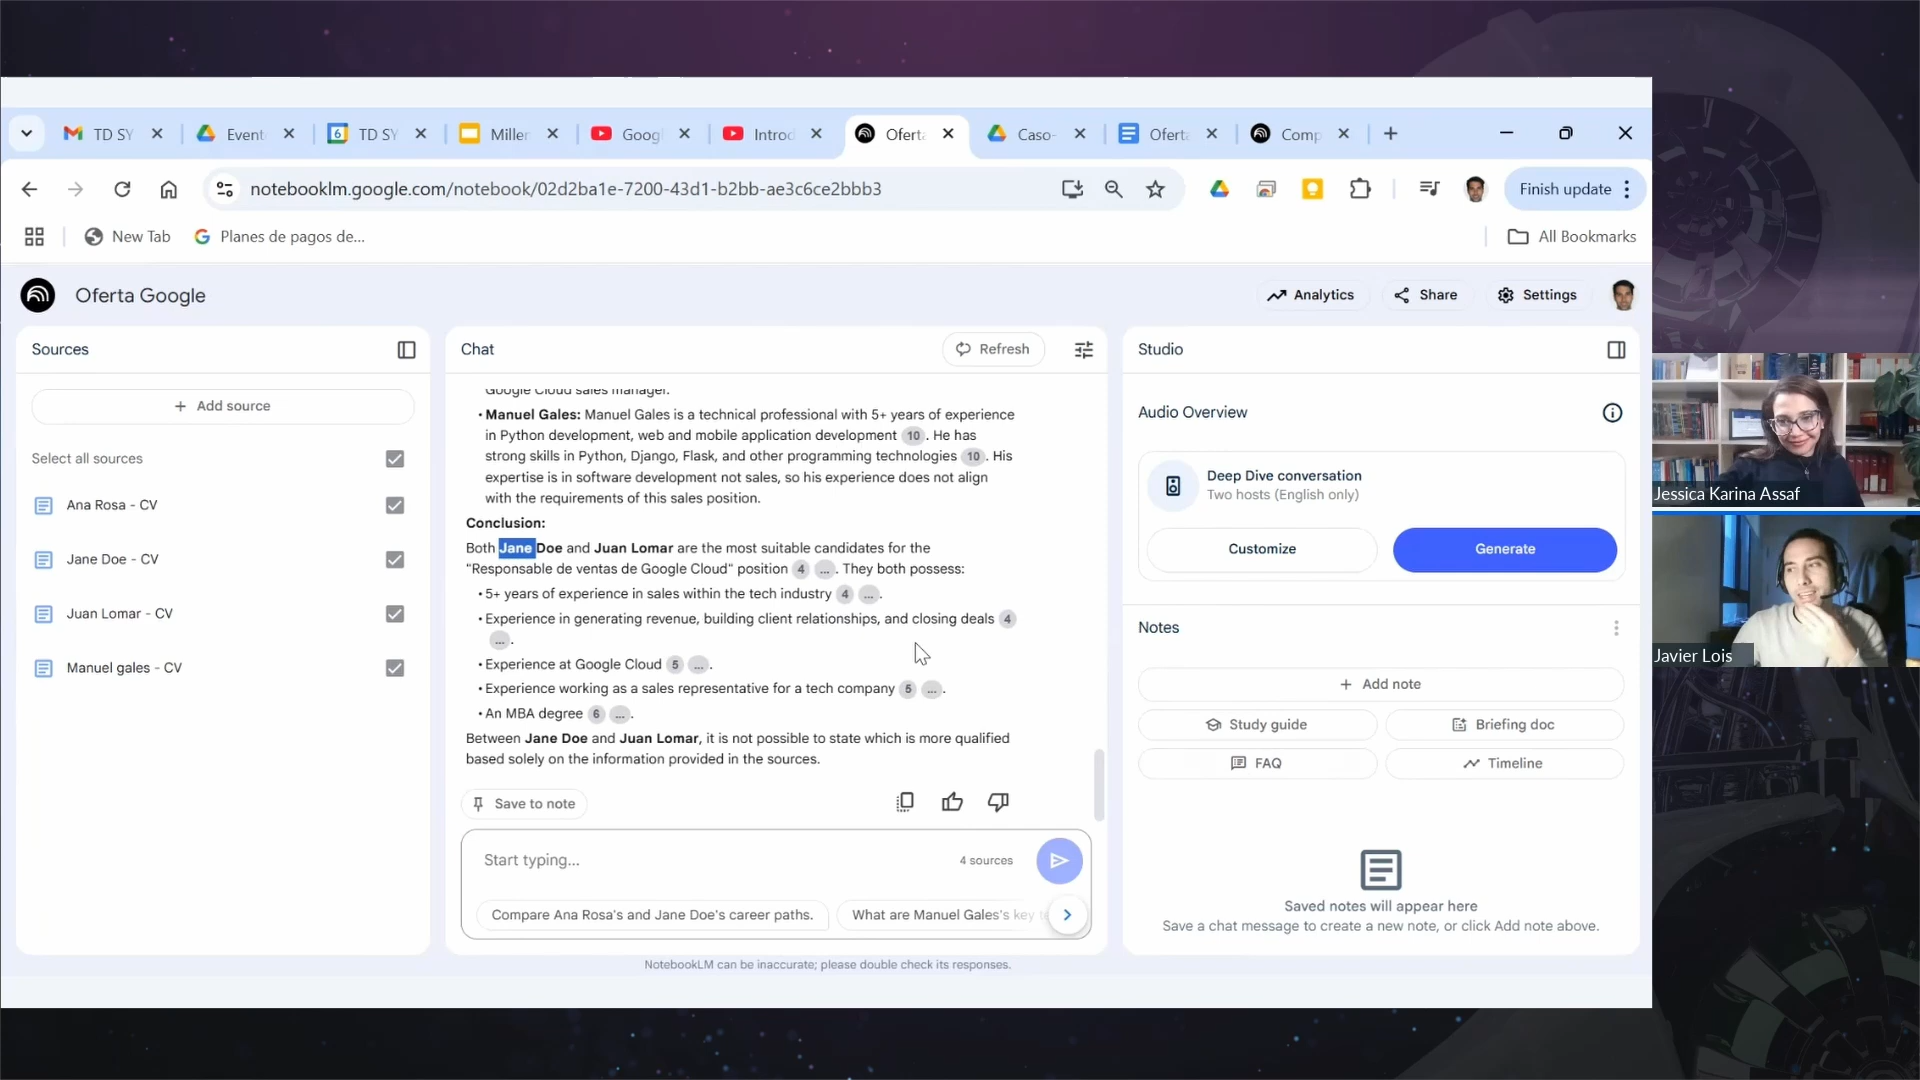 TD SY
Event
TD SY
Miller
Googl
Introd
Oferta
Caso-
Oferta
Comp
notebooklm.google.com/notebook/02d2ba1e-7200-43d1-b2bb-ae3c6ce2bbb3
Finish update
New Tab
Planes de pagos de...
All Bookmarks
Oferta Google
Analytics
Share
Settings
Sources
Add source
Select all sources
Ana Rosa - CV
Jane Doe - CV
Juan Lomar - CV
Manuel gales - CV
Chat
Refresh
Google Cloud sales manager.
• Manuel Gales: Manuel Gales is a technical professional with 5+ years of experience
in Python development, web and mobile application development 10 . He has
strong skills in Python, Django, Flask, and other programming technologies 10 . His
expertise is in software development not sales, so his experience does not align
with the requirements of this sales position.
Conclusion:
Both Jane Doe and Juan Lomar are the most suitable candidates for the
"Responsable de ventas de Google Cloud" position 4 ... . They both possess:
• 5+ years of experience in sales within the tech industry 4 ... .
• Experience in generating revenue, building client relationships, and closing deals 4
... .
• Experience at Google Cloud 5 ... .
• Experience working as a sales representative for a tech company 5 ... .
• An MBA degree 6 ... .
Between Jane Doe and Juan Lomar, it is not possible to state which is more qualified
based solely on the information provided in the sources.
Save to note
Start typing...
4 sources
Compare Ana Rosa's and Jane Doe's career paths.
What are Manuel Gales's key
NotebookLM can be inaccurate; please double check its responses.
Studio
Audio Overview
Deep Dive conversation
Two hosts (English only)
Customize
Generate
Notes
Add note
Study guide
Briefing doc
FAQ
Timeline
Saved notes will appear here
Save a chat message to create a new note, or click Add note above.
Jessica Karina Assaf
Javier Lois